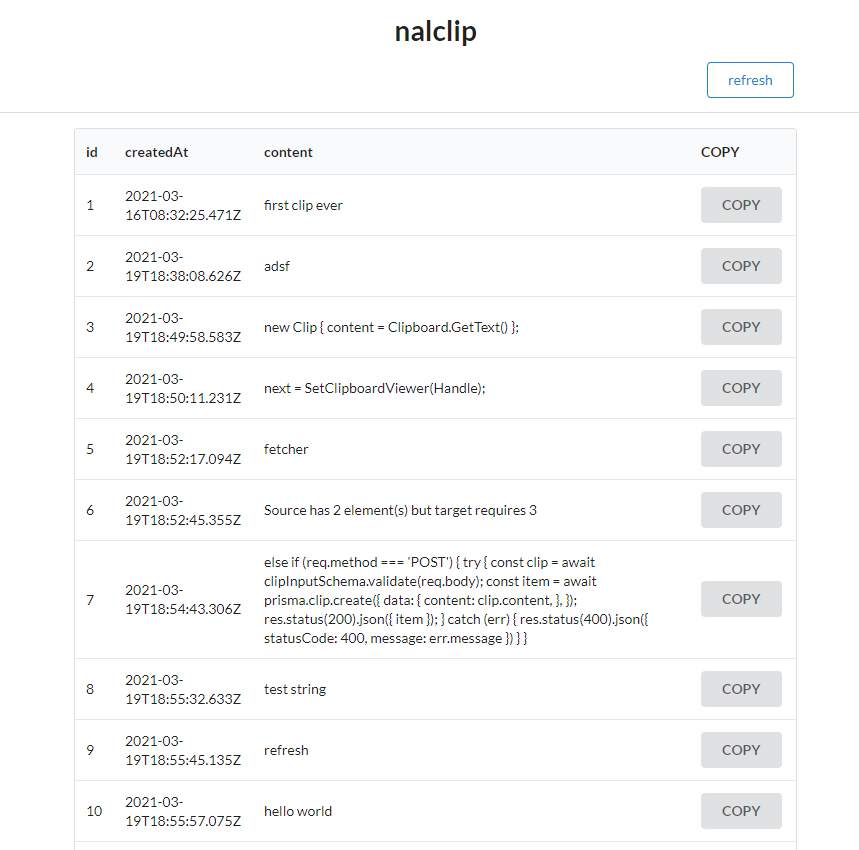 nalclip
refresh
id createdAt content COPY
1 2021-03-
16T08:32:25.471Z first clip ever COPY
2 2021-03-
19T18:38:08.626Z adsf COPY
3 2021-03-
19T18:49:58.583Z new Clip { content = Clipboard.GetText() }; COPY
4 2021-03-
19T18:50:11.231Z next = SetClipboardViewer(Handle); COPY
5 2021-03-
19T18:52:17.094Z fetcher COPY
6 2021-03-
19T18:52:45.355Z Source has 2 element(s) but target requires 3 COPY
7 2021-03-
19T18:54:43.306Z
else if (req.method === 'POST') { try { const clip = await
clipInputSchema.validate(req.body); const item = await
prisma.clip.create({ data: { content: clip.content, }, });
res.status(200).json({ item }); } catch (err) { res.status(400).json({
statusCode: 400, message: err.message }) } }
COPY
8 2021-03-
19T18:55:32.633Z test string COPY
9 2021-03-
19T18:55:45.135Z refresh COPY
10 2021-03-
19T18:55:57.075Z hello world COPY